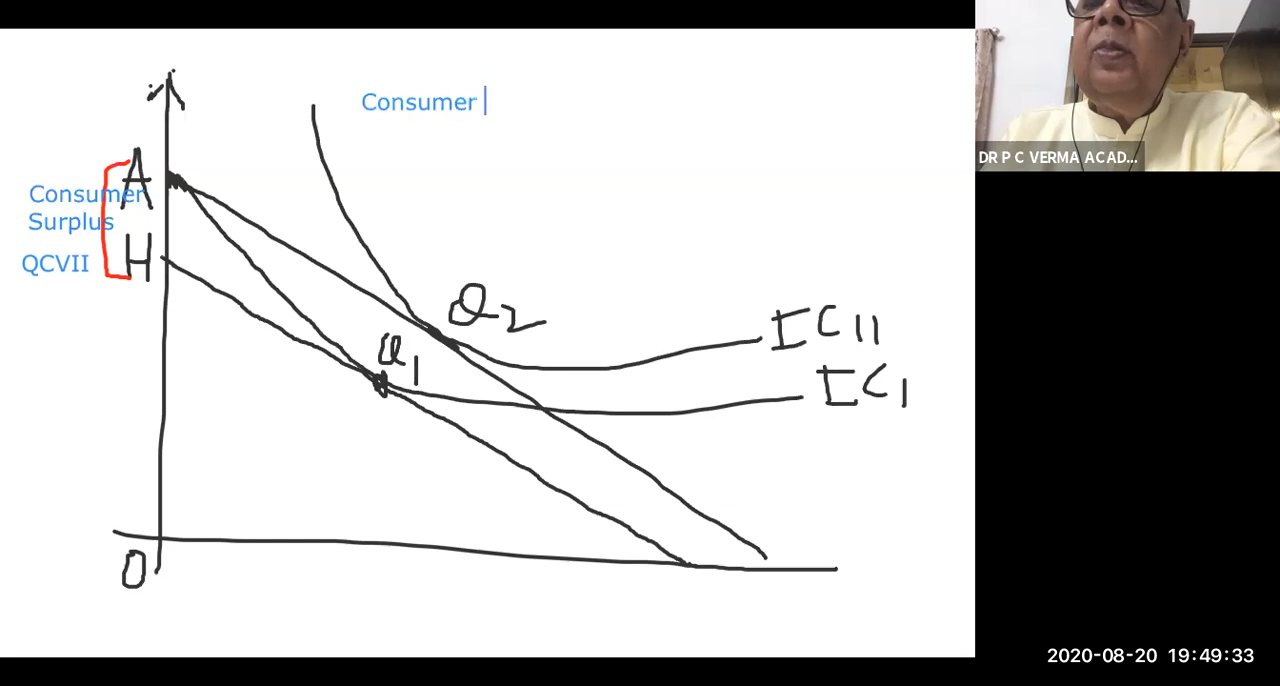 Consumer
A
Consumer
Surplus
QCVII
H
Q2
Q1
IC11
IC1
O
DR P C VERMA ACAD...
2020-08-20 19:49:33